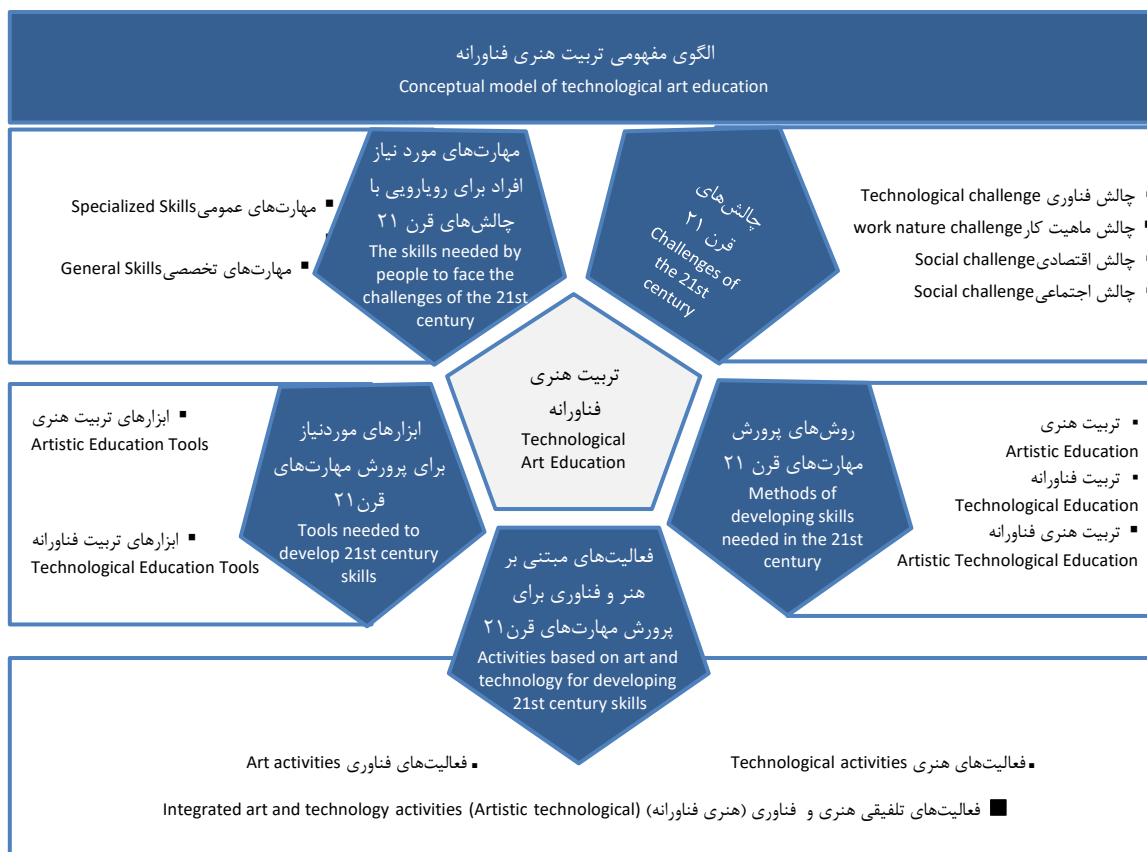 الگوی مفهومی تربیت هنری فناورانه
Conceptual model of technological art education
مهارت‌های مورد نیاز
افراد برای رویارویی با
چالش‌های قرن ۲۱
The skills needed by
people to face the
challenges of the 21st
century
مهارت‌های عمومی Specialized Skills
مهارت‌های تخصصی General Skills
چالش‌های
قرن ۲۱
Challenges of
the 21st
century
چالش فناوری Technological challenge
چالش ماهیت کار work nature challenge
چالش اقتصادی Social challenge
چالش اجتماعی Social challenge
تربیت هنری
فناورانه
Technological
Art Education
ابزارهای موردنیاز
برای پرورش مهارت‌های
قرن۲۱
Tools needed to
develop 21st century
skills
ابزارهای تربیت هنری
Artistic Education Tools
ابزارهای تربیت فناورانه
Technological Education Tools
روش‌های پرورش
مهارت‌های قرن ۲۱
Methods of
developing skills
needed in the 21st
century
تربیت هنری
Artistic Education
تربیت فناورانه
Technological Education
تربیت هنری فناورانه
Artistic Technological Education
فعالیت‌های مبتنی بر
هنر و فناوری برای
پرورش مهارت‌های قرن۲۱
Activities based on art and
technology for developing
21st century skills
فعالیت‌های هنری Technological activities
فعالیت‌های فناوری Art activities
فعالیت‌های تلفیقی هنری و فناوری (هنری فناورانه) Integrated art and technology activities (Artistic technological)